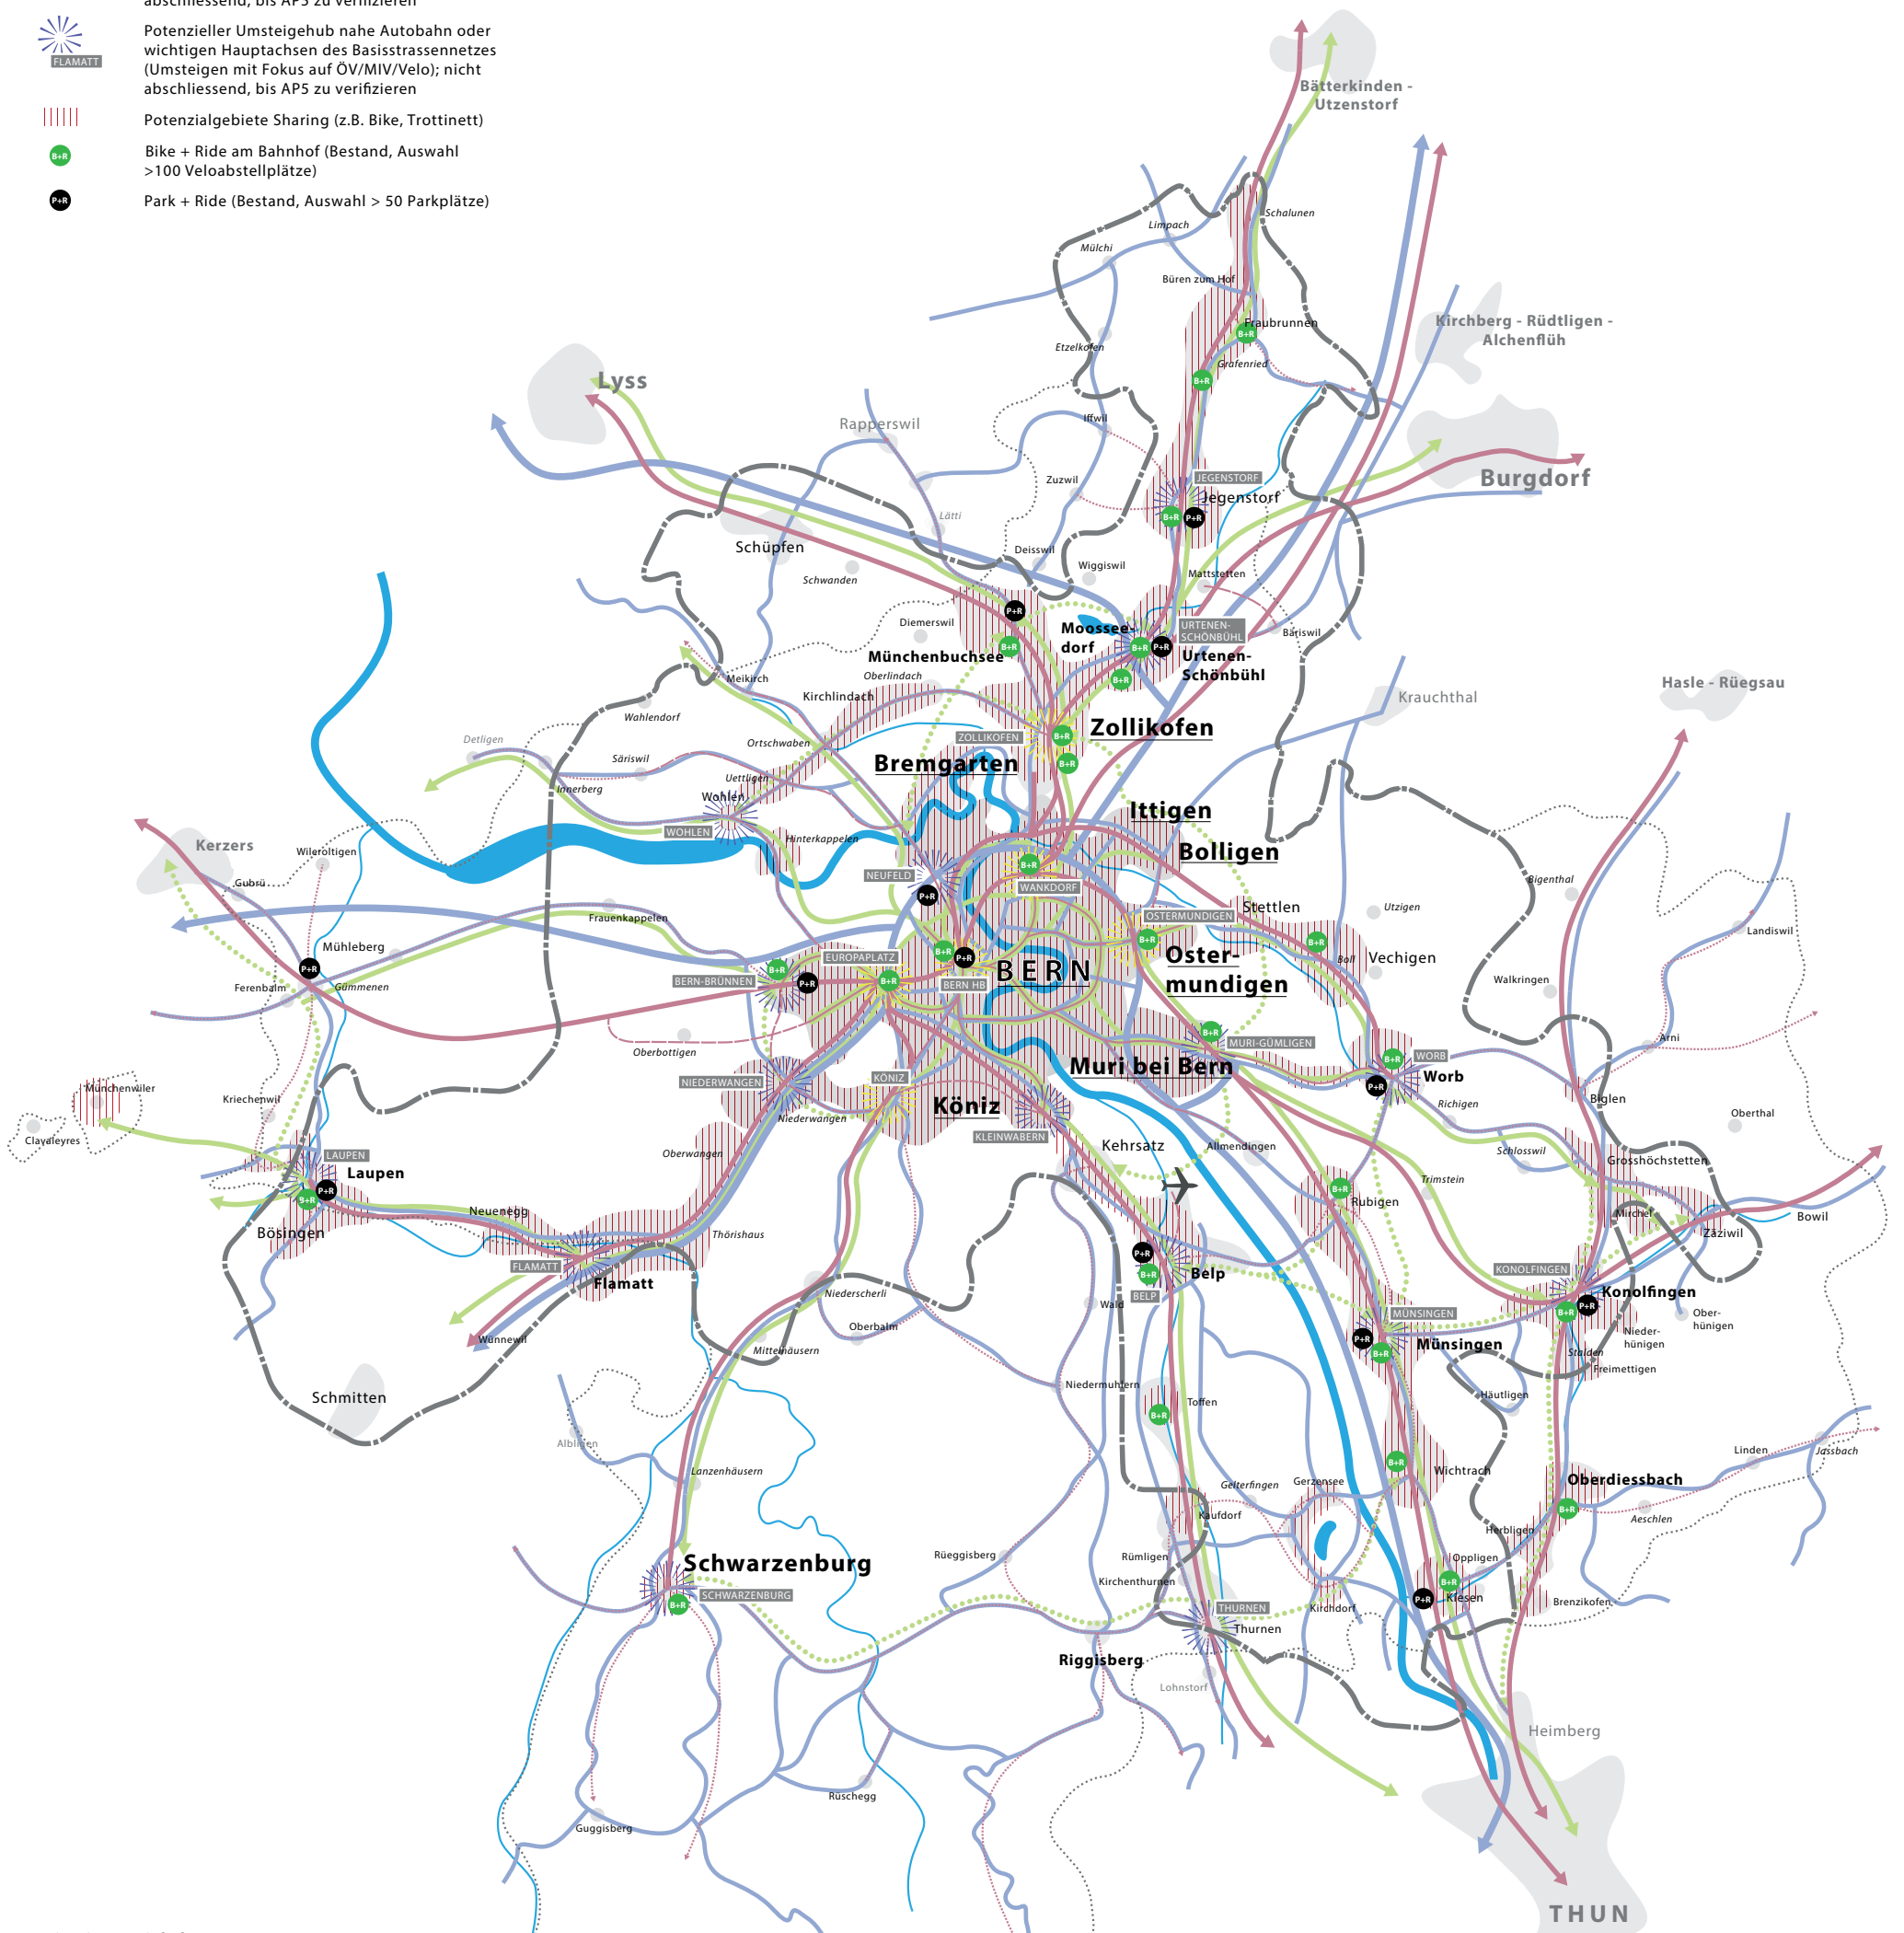 abschliessend, bis AP5 zu verifizieren
Potenzieller Umsteigehub nahe Autobahn oder
wichtigen Hauptachsen des Basisstrassennetzes
(Umsteigen mit Fokus auf ÖV/MIV/Velo); nicht
abschliessend, bis AP5 zu verifizieren
FLAMATT
Potenzialgebiete Sharing (z.B. Bike, Trottinett)
B+R
Bike + Ride am Bahnhof (Bestand, Auswahl
>100 Veloabstellplätze)
P+R
Park + Ride (Bestand, Auswahl > 50 Parkplätze)
Bätterkinden -
Utzenstorf
Schalunen
Limpach
Mülchi
Büren zum Hof
Fraubrunnen
B+R
Kirchberg - Rüdtligen -
Alchenflüh
Etzelkofen
Grafenried
B+R
Lyss
Rapperswil
Iffwil
Burgdorf
Zuzwil
JEGENSTORF
Jegenstorf
B+R
P+R
Lätti
Schüpfen
Deisswil
Wiggiswil
Mattstetten
Schwanden
P+R
Diemerswil
Moossee-
dorf
URTENEN-
SCHÖNBÜHL
Bäriswil
B+R
B+R
P+R
Münchenbuchsee
Urtenen-
Schönbühl
B+R
Oberlindach
Meikirch
Kirchlindach
Krauchthal
Hasle - Rüegsau
Wahlendorf
Detligen
Ortschwaben
ZOLLIKOFEN
B+R
Zollikofen
Säriswil
Bremgarten
B+R
Uettligen
Innerberg
Wohlen
WOHLEN
Ittigen
Hinterkappelen
Kerzers
Wileroltigen
Bolligen
B+R
NEUFELD
WANKDORF
P+R
Gubrü
Bigenthal
Frauenkappelen
Stettlen
Utzigen
OSTERMUNDIGEN
Landiswil
Mühleberg
B+R
B+R
B+R
EUROPAPLATZ
P+R
Oster-
mundigen
Boll
Vechigen
P+R
B+R
BERN-BRÜNNEN
P+R
B+R
BERN HB
BERN
Walkringen
Ferenbalm
Gümmenen
Oberbottigen
B+R
MURI-GÜMLIGEN
Arni
B+R
WORB
Muri bei Bern
Worb
P+R
NIEDERWANGEN
KÖNIZ
Münchenwiler
Kriechenwil
Niederwangen
Köniz
Biglen
Richigen
Oberthal
Clavaleyres
KLEINWABERN
Kehrsatz
Allmendingen
Oberwangen
Schlosswil
LAUPEN
Laupen
Grosshöchstetten
Trimstein
P+R
B+R
B+R
Rubigen
Neuenegg
Mirchel
Bowil
Bösingen
Thörishaus
Zäziwil
P+R
FLAMATT
Flamatt
B+R
Belp
KONOLFINGEN
Konolfingen
BELP
Niederscherli
Wald
P+R
B+R
Ober-
hünigen
MÜNSINGEN
Oberbalm
Wünnewil
P+R
B+R
Münsingen
Nieder-
hünigen
Mittelhäusern
Stalden
Freimettigen
Schmitten
Niedermuhlern
Häutligen
Toffen
B+R
Albligen
Linden
Jassbach
B+R
Wichtrach
Lanzenhäusern
Gelterfingen
Gerzensee
Oberdiessbach
B+R
Kaufdorf
Aeschlen
Herbligen
Rüeggisberg
Rümligen
Schwarzenburg
Oppligen
Kirchenthurnen
B+R
SCHWARZENBURG
B+R
P+R
Kiesen
Brenzikofen
THURNEN
Kirchdorf
Thurnen
Riggisberg
Lohnstorf
Heimberg
Rüschegg
Guggisberg
THUN